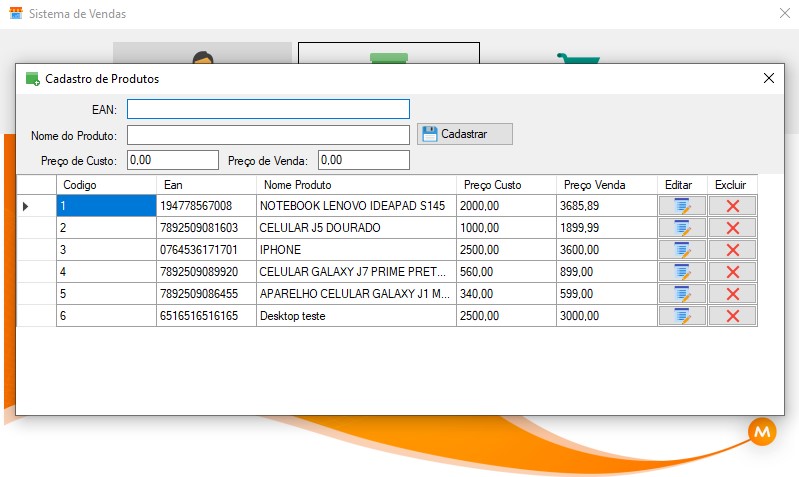 Sistema de Vendas
Cadastro de Produtos
EAN:
Nome do Produto:
Cadastrar
Preço de Custo: 0,00 Preço de Venda: 0,00
Codigo Ean Nome Produto Preço Custo Preço Venda Editar Excluir
1 194778567008 NOTEBOOK LENOVO IDEAPAD S145 2000,00 3685,89
2 7892509081603 CELULAR J5 DOURADO 1000,00 1899,99
3 0764536171701 IPHONE 2500,00 3600,00
4 7892509089920 CELULAR GALAXY J7 PRIME PRET... 560,00 899,00
5 7892509086455 APARELHO CELULAR GALAXY J1 M... 340,00 599,00
6 6516516516165 Desktop teste 2500,00 3000,00
M